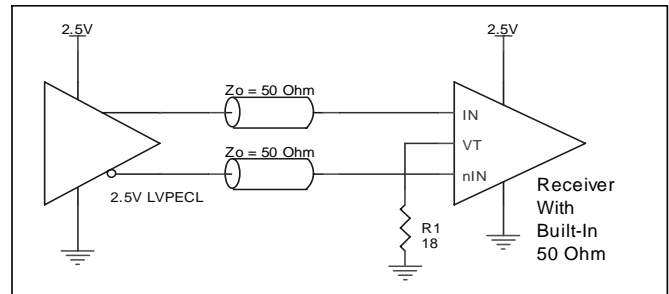 2.5V
2.5V
Zo = 50 Ohm
IN
VT
Zo = 50 Ohm
nIN
2.5V LVPECL
R1
18
Receiver
With
Built-In
50 Ohm